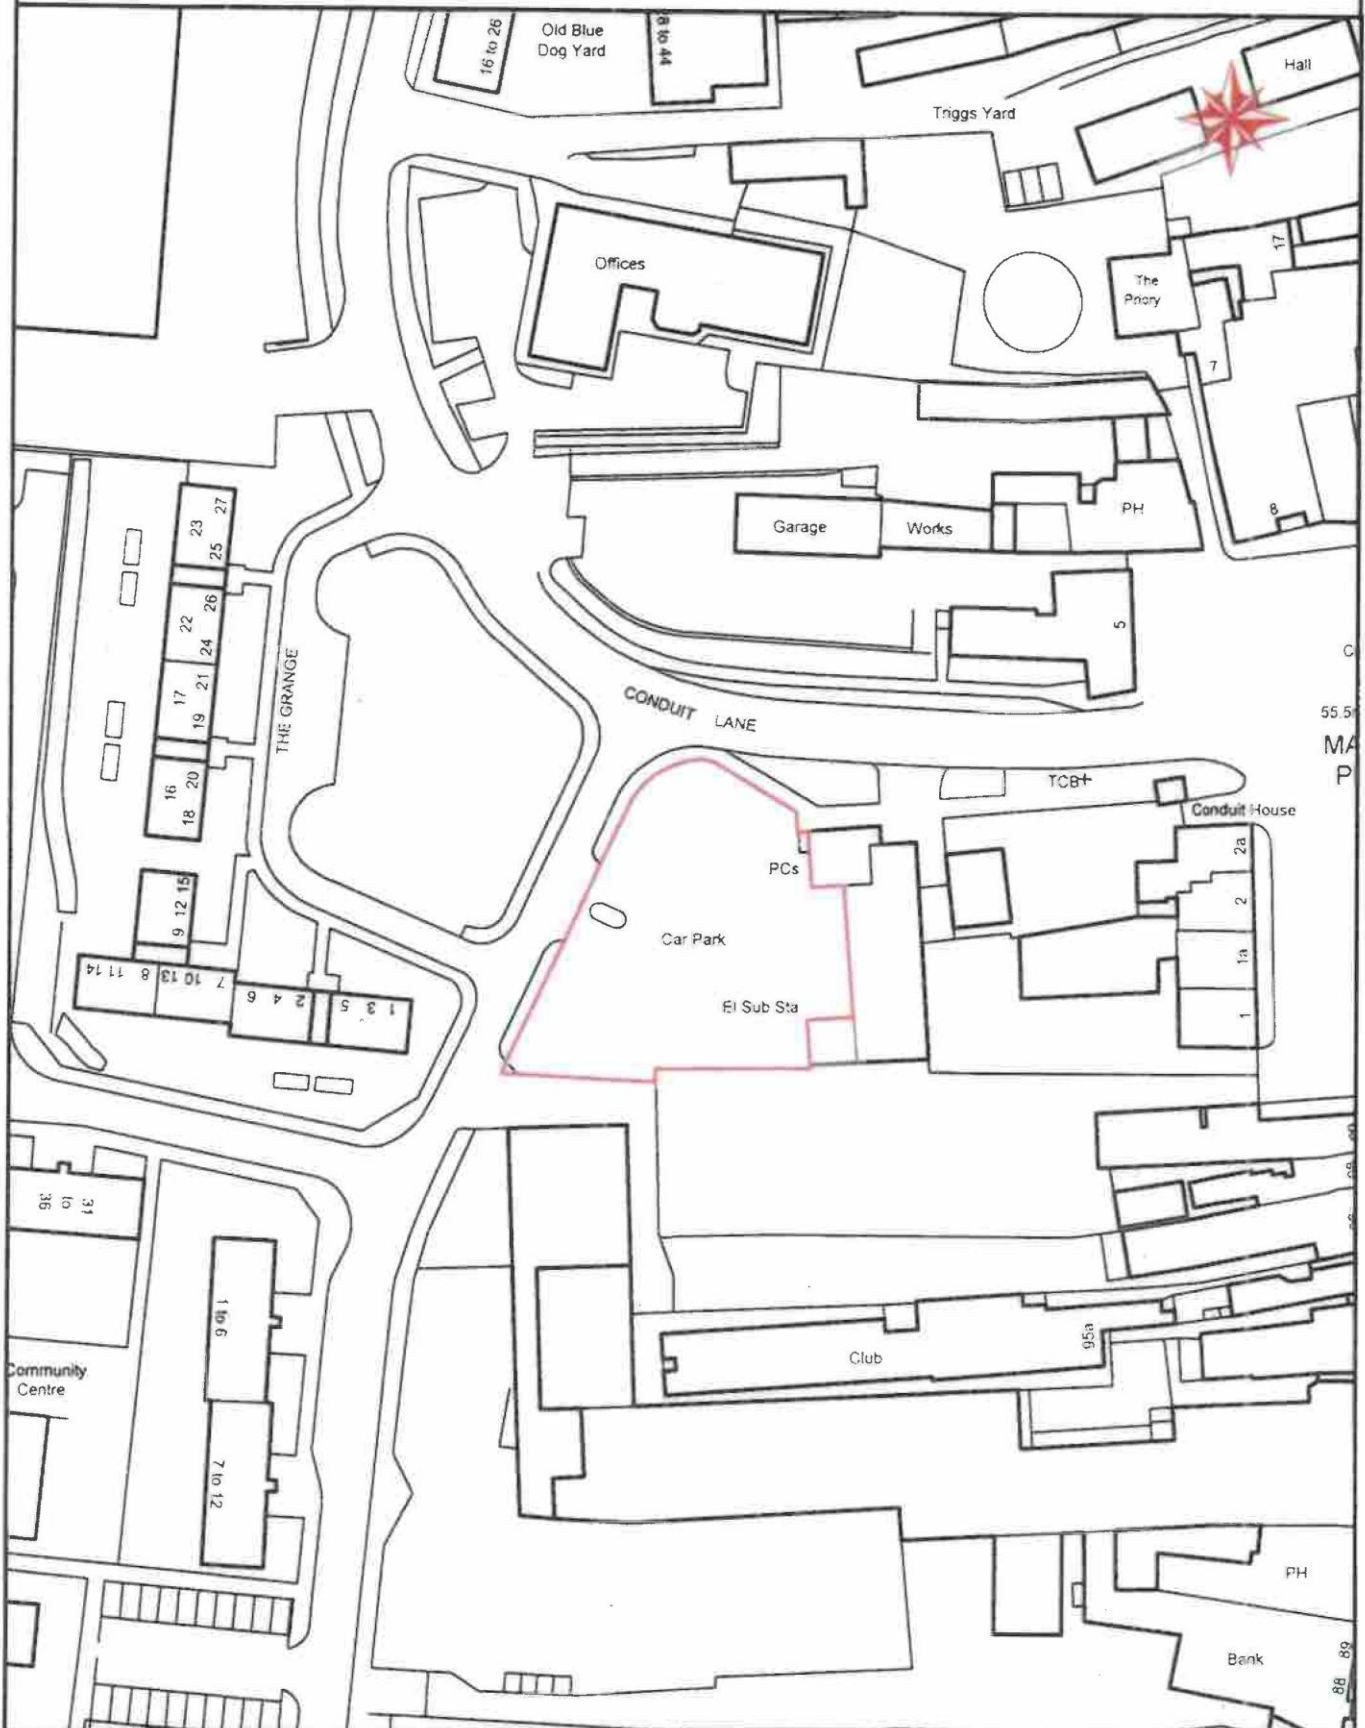 16 to 26
Old Blue
Dog Yard
28 to 44
Hall
Triggs Yard
Offices
The
Priory
17
7
8
27
23
25
Garage
Works
PH
26
22
24
5
21
17
19
THE GRANGE
CONDUIT LANE
55.5
MA
P
20
16
18
TCB
Conduit House
2a
2
1a
1
PCs
Car Park
El Sub Sta
9 12 15
14 11 8
13 10 7
6 4 2
5 3 1
31
to
36
1 to 6
7 to 12
Community
Centre
Club
95a
PH
Bank
89
88